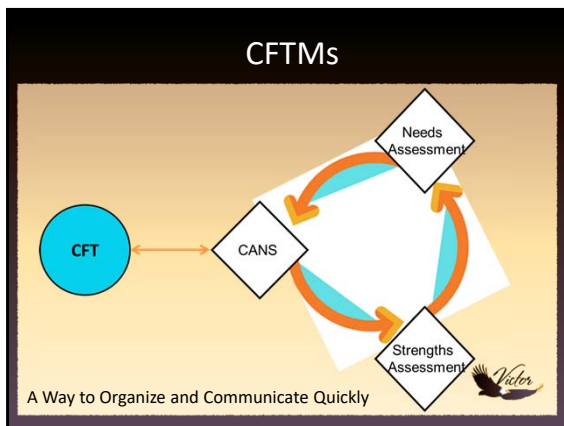 CFTMs
Needs
Assessment
CFT
CANS
Strengths
Assessment
Victor
A Way to Organize and Communicate Quickly